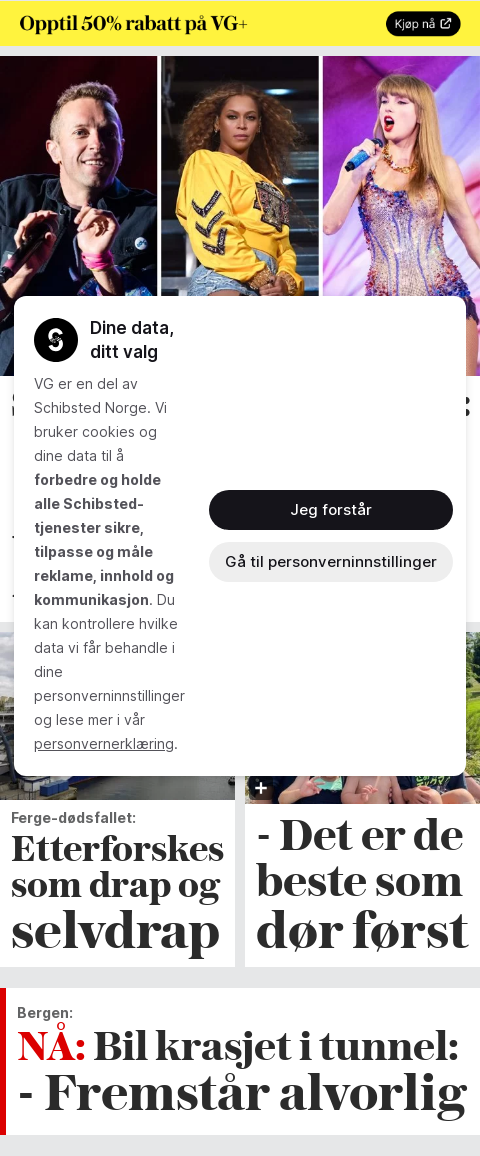 Opptil 50% rabatt på VG+
Kjøp nå
Dine data,
ditt valg
VG er en del av
Schibsted Norge. Vi
bruker cookies og
dine data til å
forbedre og holde
alle Schibsted-
tjenester sikre,
tilpasse og måle
reklame, innhold og
kommunikasjon. Du
kan kontrollere hvilke
data vi får behandle i
dine
personverninnstillinger
og lese mer i vår
personvernerklæring.
Jeg forstår
Gå til personverninnstillinger
Ferge-dødsfallet:
Etterforskes
som drap og
selvdrap
- Det er de
beste som
dør først
Bergen:
NÅ: Bil krasjet i tunnel:
- Fremstår alvorlig